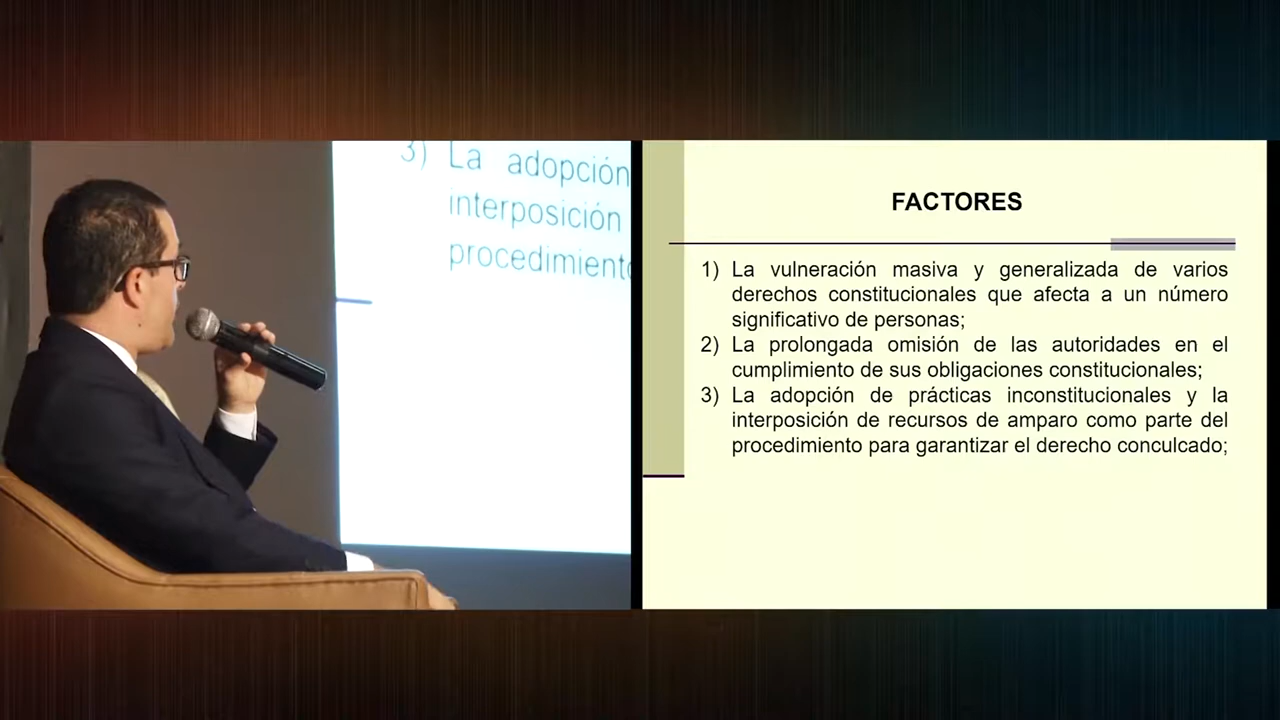 3) La adopción
interposición
procedimiento
FACTORES
1) La vulneración masiva y generalizada de varios
derechos constitucionales que afecta a un número
significativo de personas;
2) La prolongada omisión de las autoridades en el
cumplimiento de sus obligaciones constitucionales;
3) La adopción de prácticas inconstitucionales y la
interposición de recursos de amparo como parte del
procedimiento para garantizar el derecho conculcado;